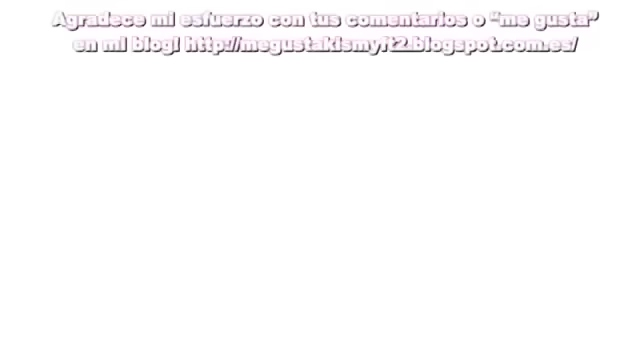 Agradece mi esfuerzo con tus comentarios o "me gusta"
en mi blog! http://megustakismyft2.blogspot.com.es/